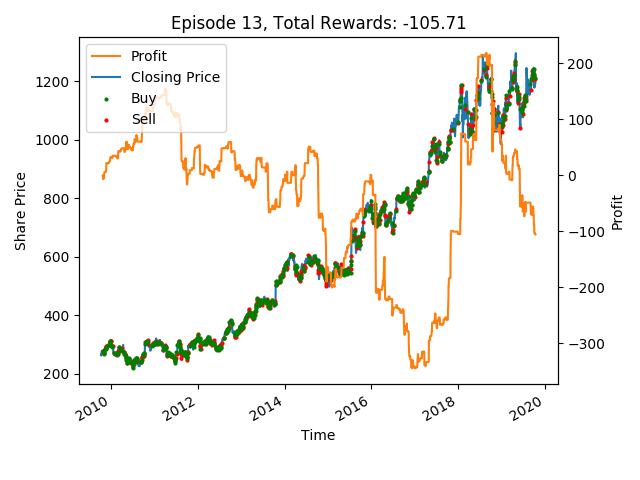 Episode 13, Total Rewards: -105.71
Profit
Closing Price
Buy
Sell
Share Price
1200
1000
800
600
400
200
200
100
0
−100
−200
−300
Profit
2010
2012
2014
2016
2018
2020
Time